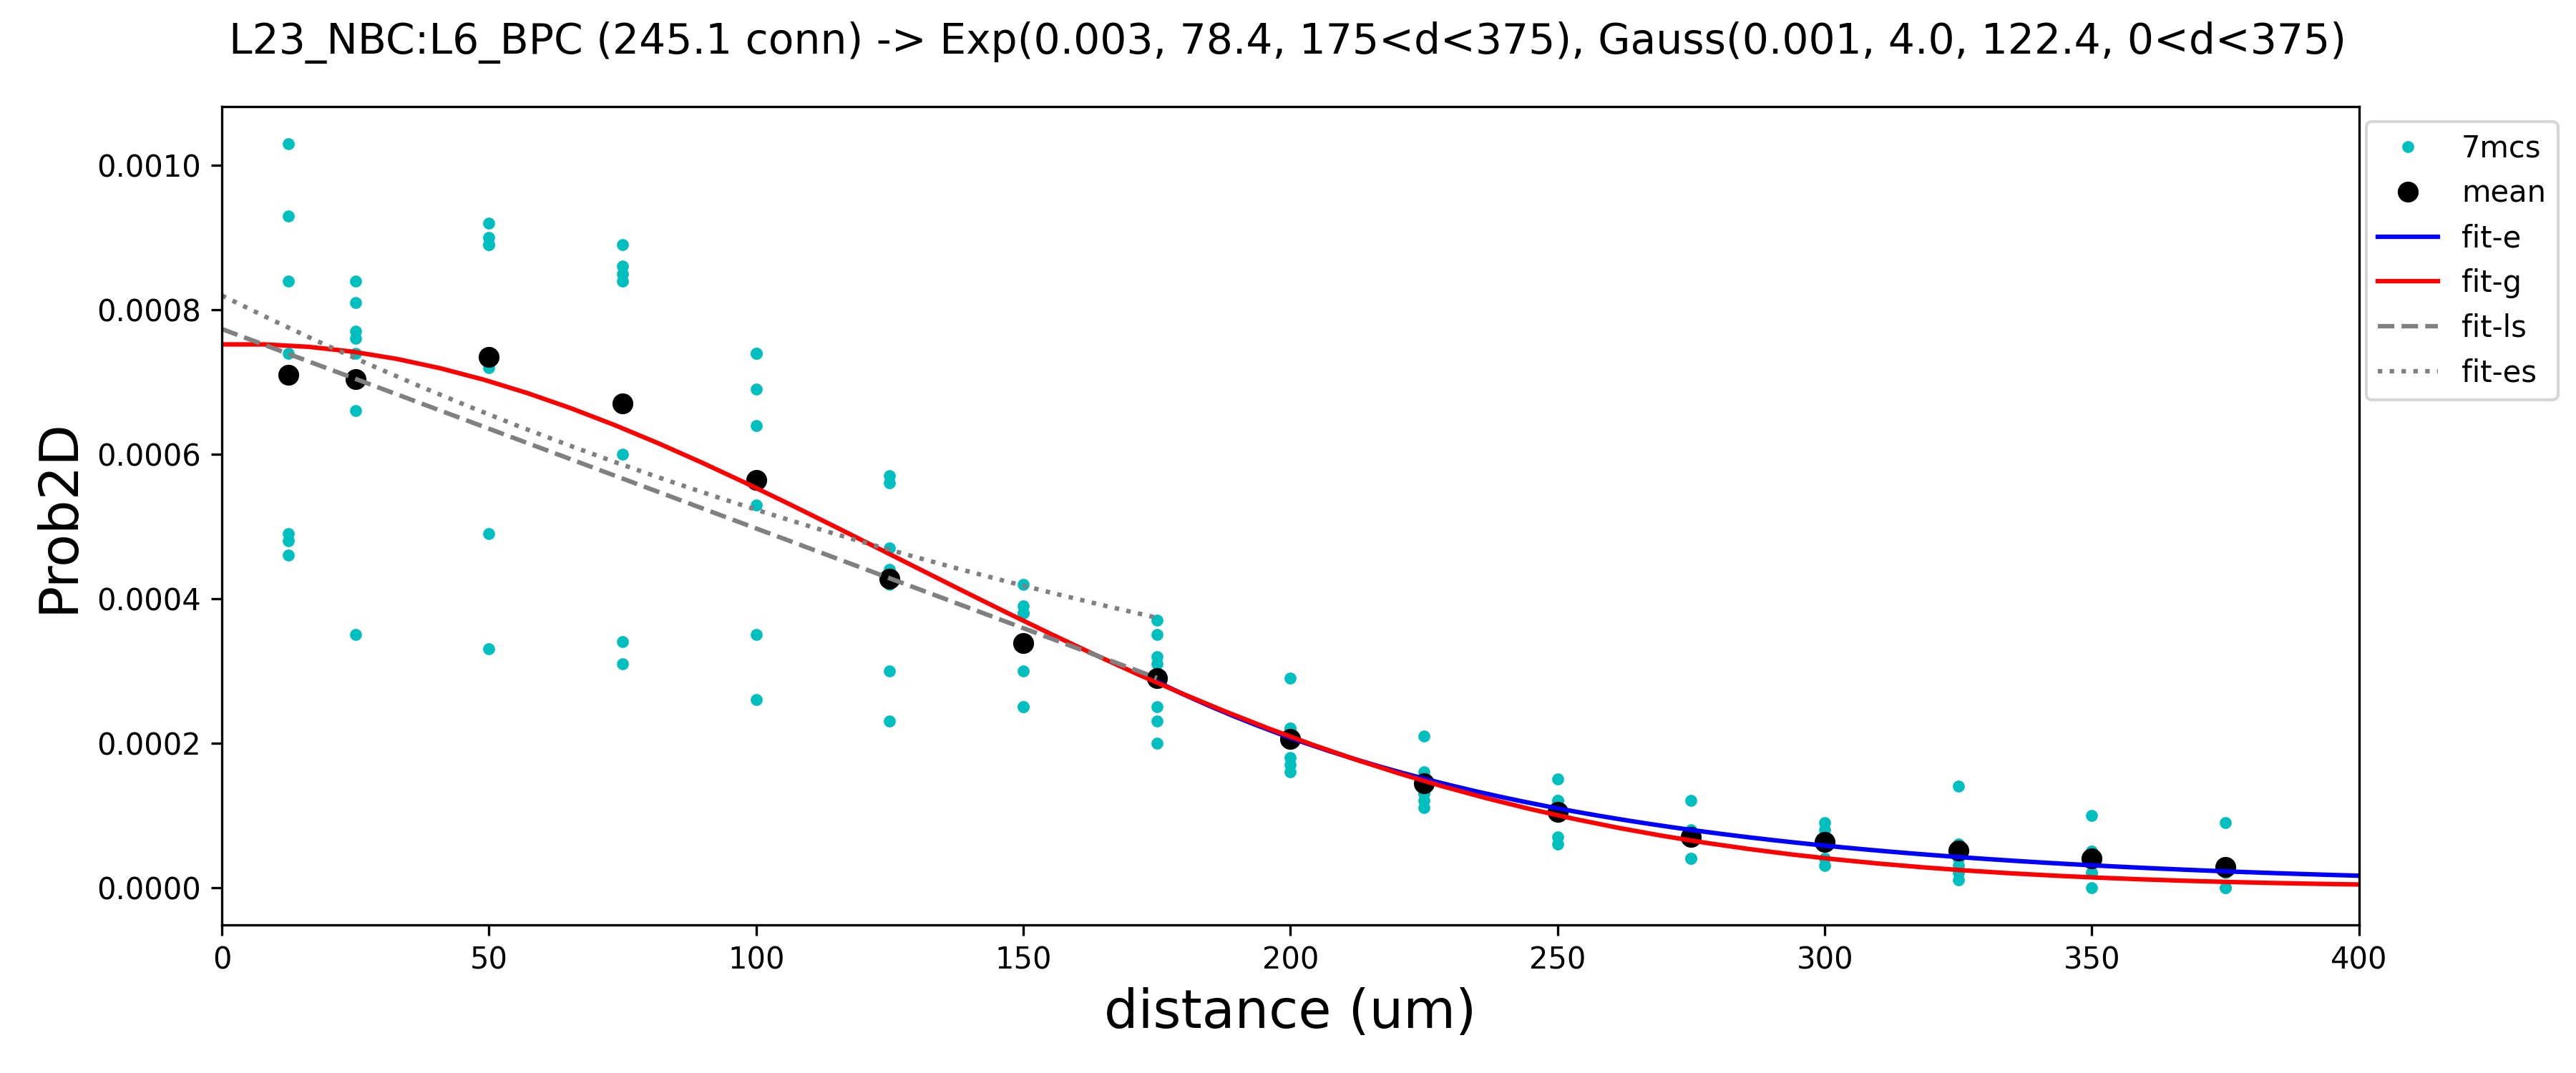 L23_NBC:L6_BPC (245.1 conn) -> Exp(0.003, 78.4, 175<d<375), Gauss(0.001, 4.0, 122.4, 0<d<375)
Prob2D
0.0010
0.0008
0.0006
0.0004
0.0002
0.0000
0 50 100 150 200 250 300 350 400
distance (um)
7mcs
mean
fit-e
fit-g
fit-ls
fit-es